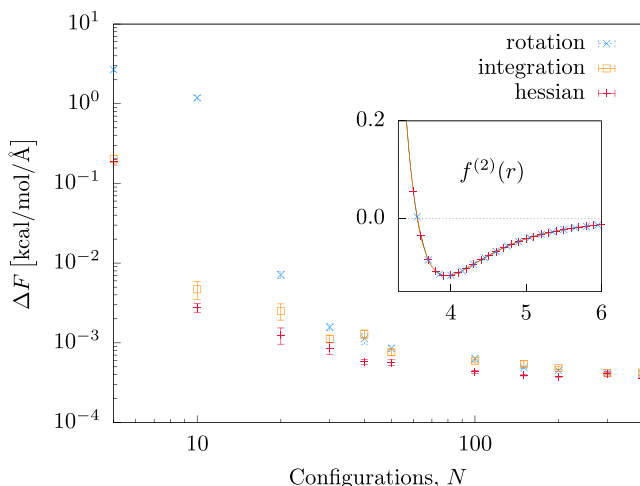 10^1
10^0
10^-1
10^-2
10^-3
10^-4
ΔF [kcal/mol/Å]
rotation
integration
hessian
0.2
0.0
f^(2)(r)
4 5 6
10 100
Configurations, N